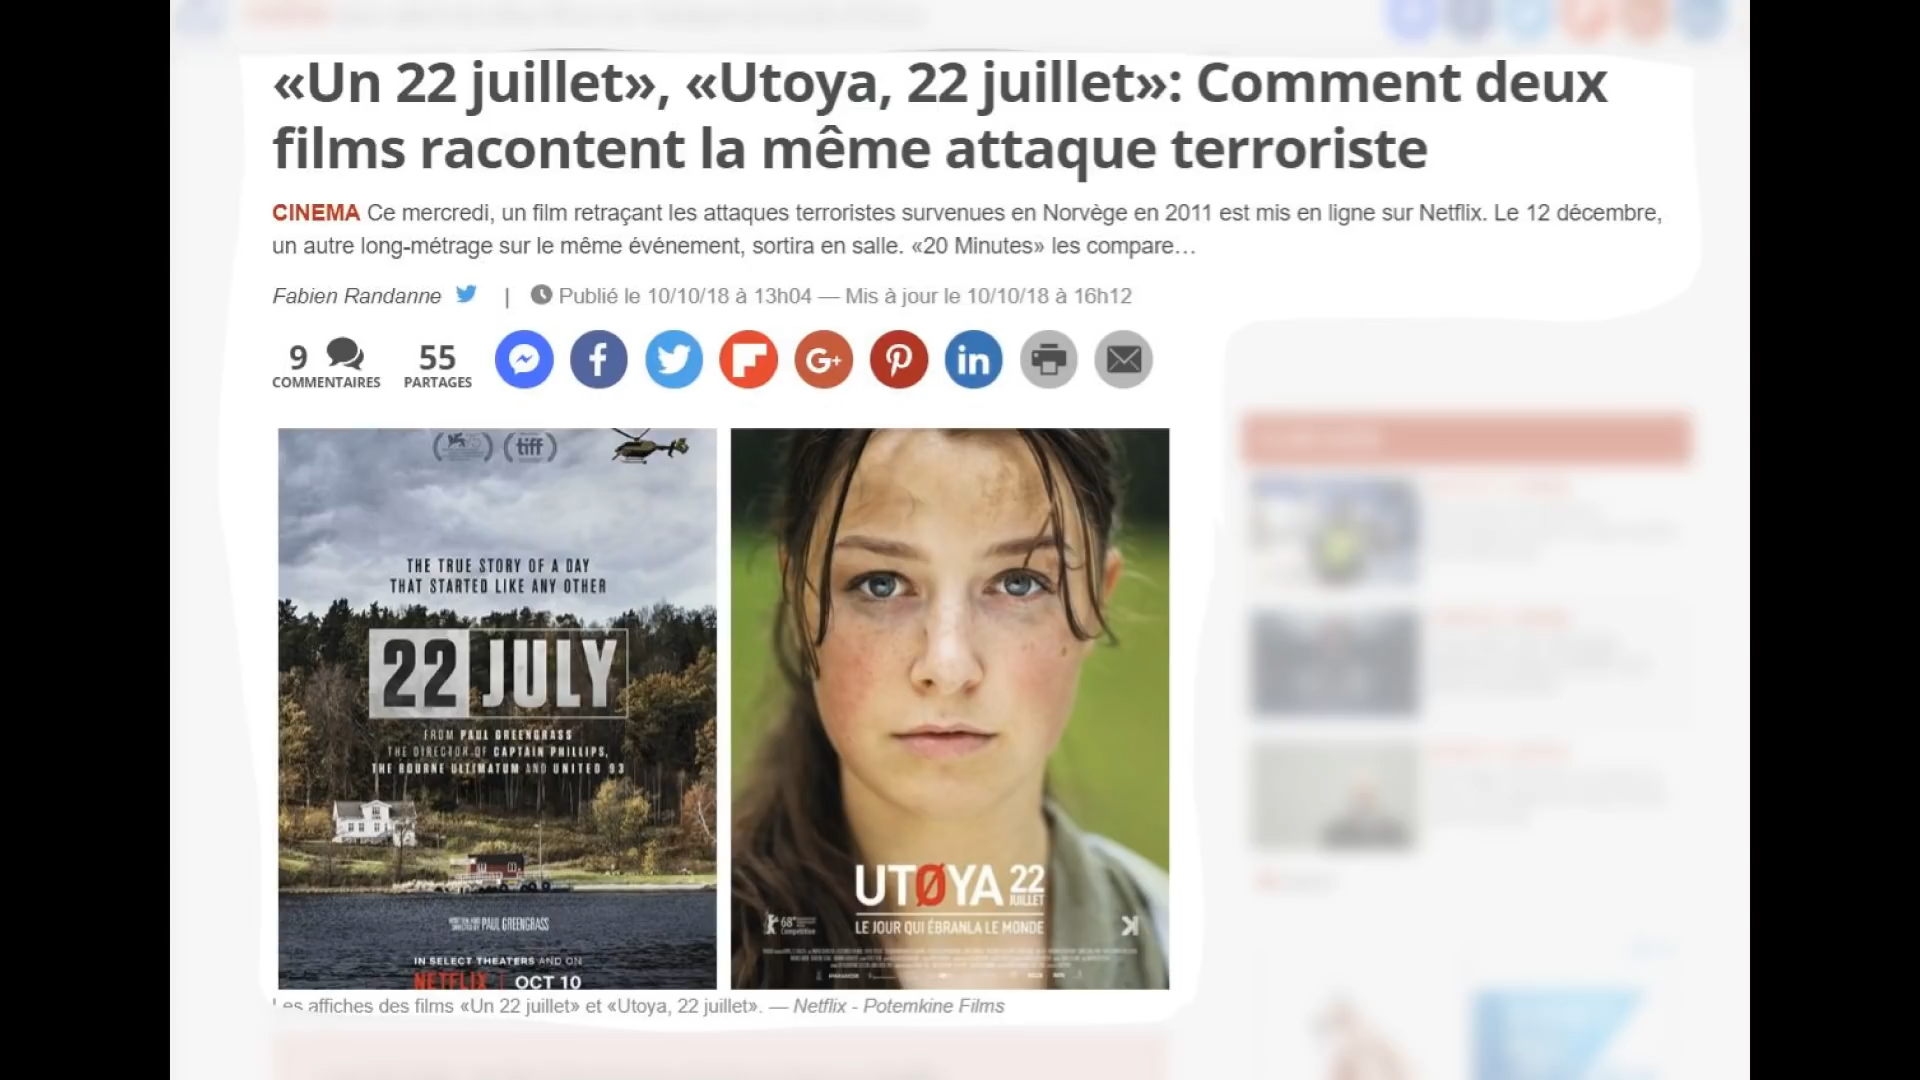 «Un 22 juillet», «Utoya, 22 juillet»: Comment deux
films racontent la même attaque terroriste
CINEMA Ce mercredi, un film retraçant les attaques terroristes survenues en Norvège en 2011 est mis en ligne sur Netflix. Le 12 décembre,
un autre long-métrage sur le même événement, sortira en salle. «20 Minutes» les compare…
Fabien Randanne | Publié le 10/10/18 à 13h04 — Mis à jour le 10/10/18 à 16h12
9 55
COMMENTAIRES PARTAGES
tiff
THE TRUE STORY OF A DAY
THAT STARTED LIKE ANY OTHER
22 JULY
FROM PAUL GREENGRASS
THE DIRECTOR OF CAPTAIN PHILLIPS,
THE BOURNE ULTIMATUM AND UNITED 93
PAUL GREENGRASS
IN SELECT THEATERS AND ON
NETFLIX | OCT 10
UTØYA 22
JUILLET
LE JOUR QUI ÉBRANLA LE MONDE
68
Competition
Les affiches des films «Un 22 juillet» et «Utoya, 22 juillet». — Netflix - Potemkine Films